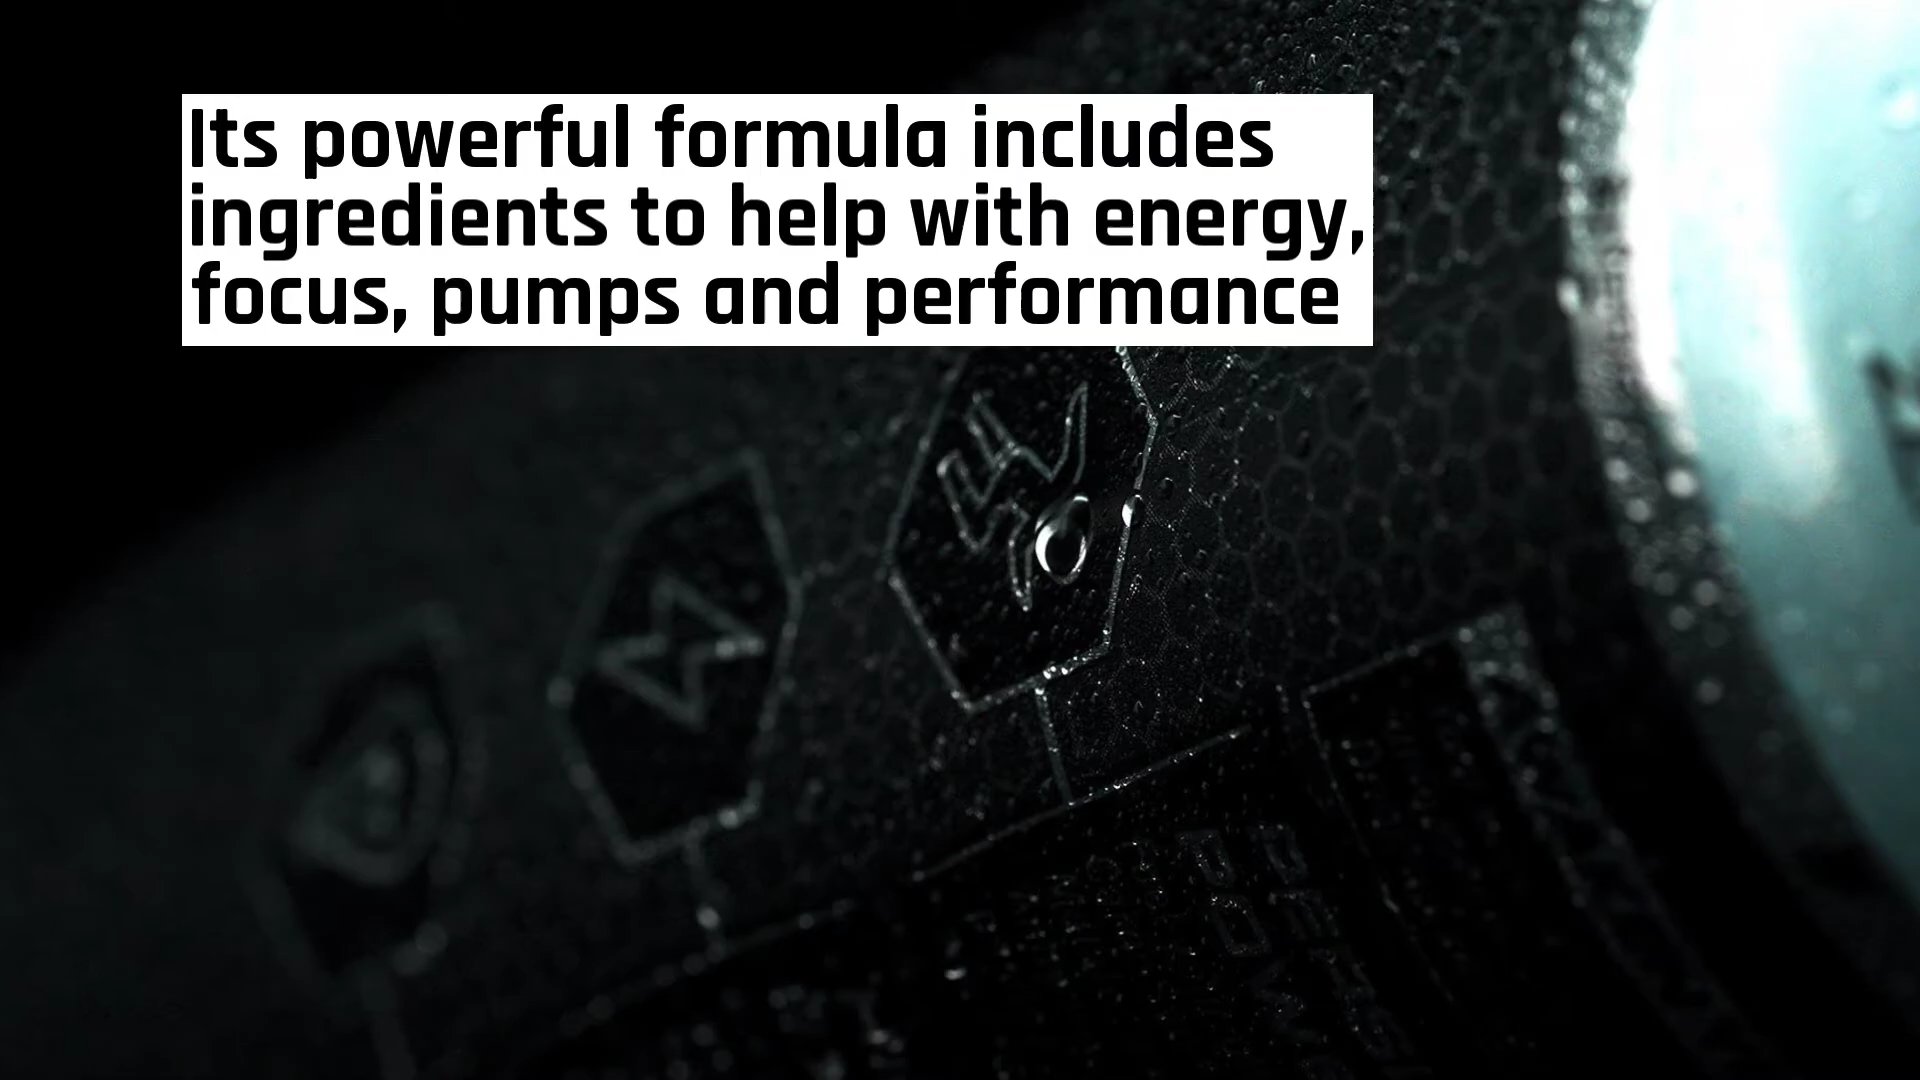 Its powerful formula includes
ingredients to help with energy,
focus, pumps and performance